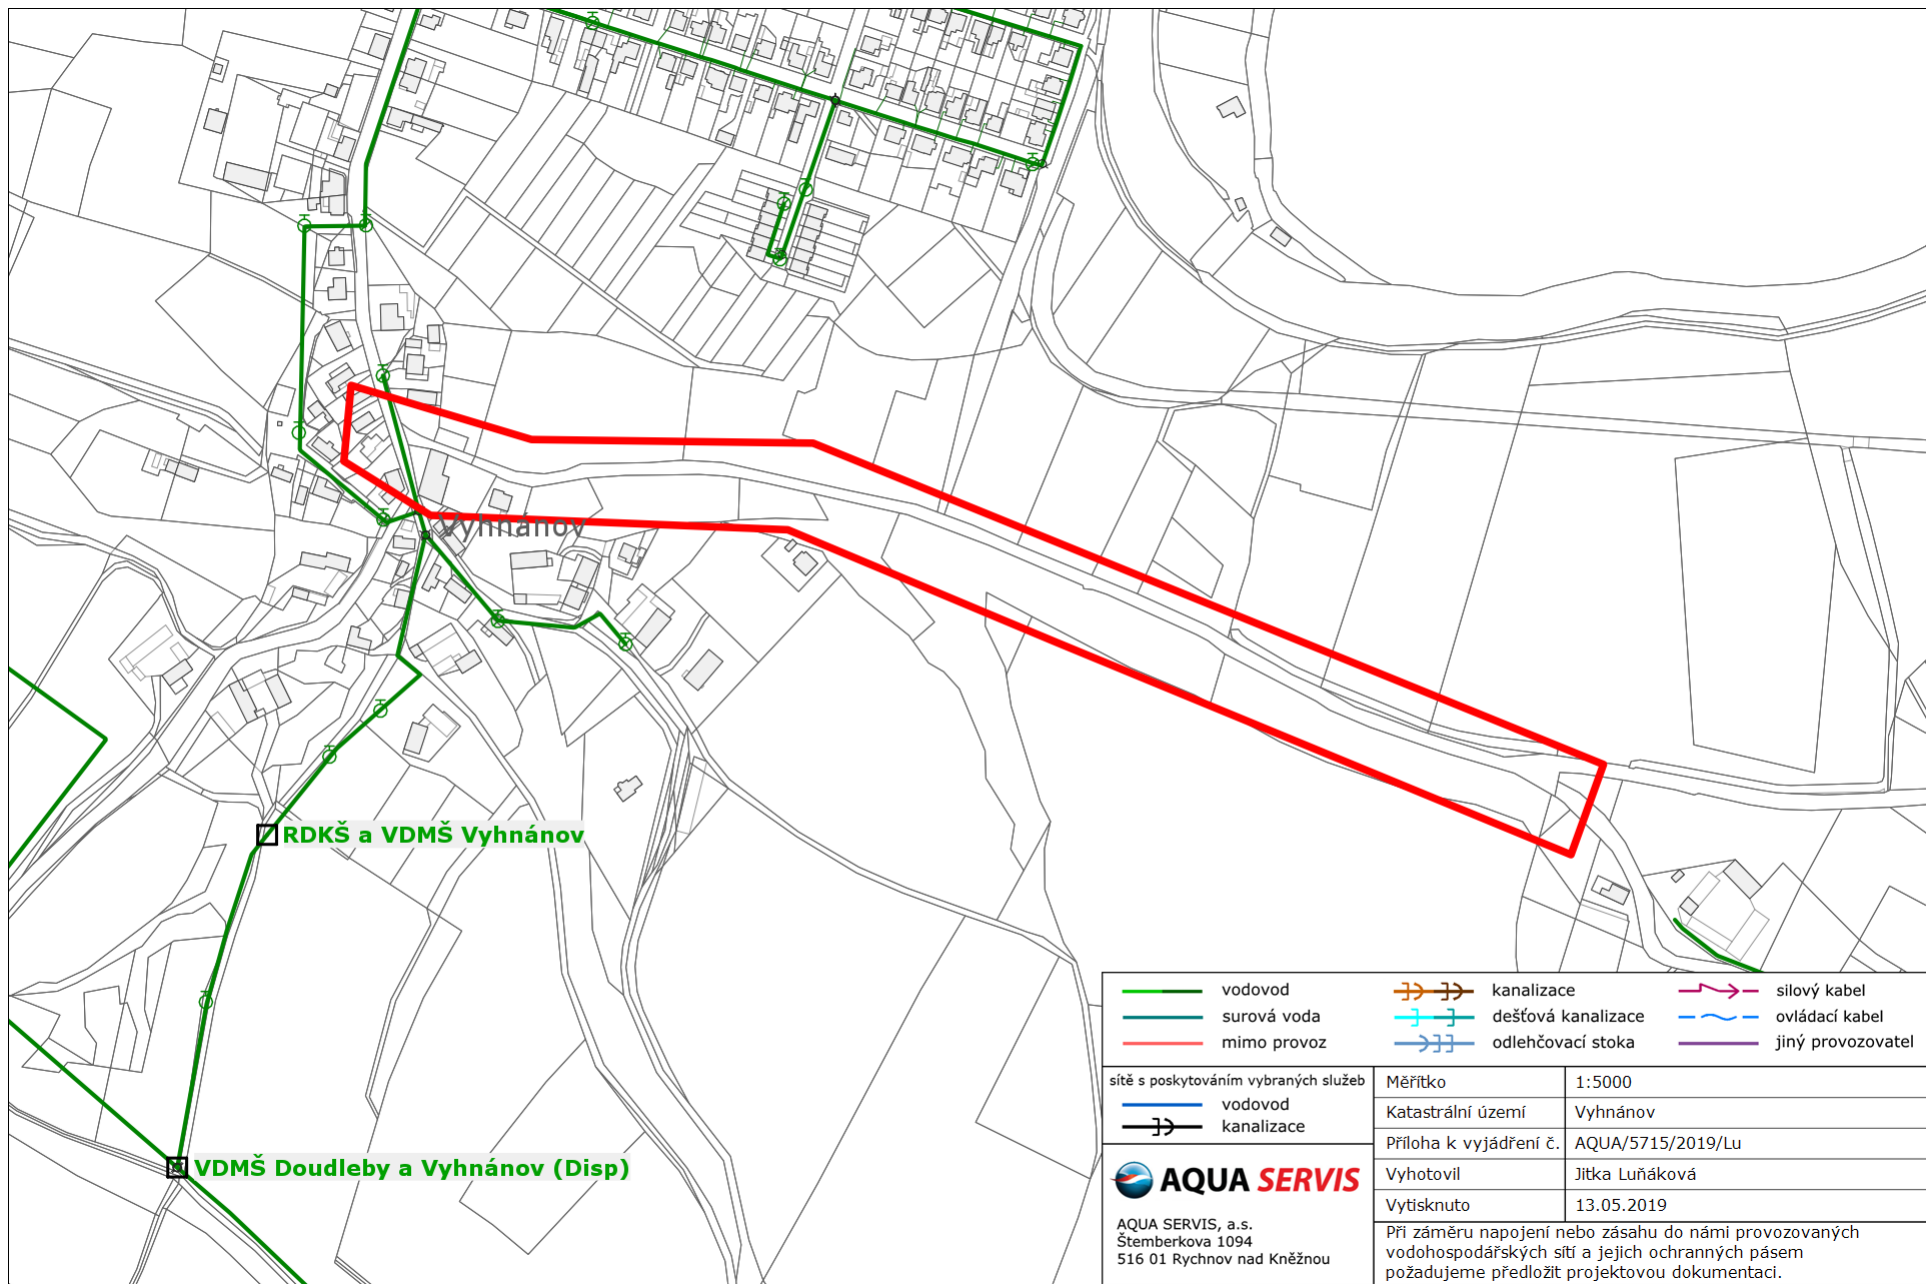 Vyhnánov
RDKŠ a VDMŠ Vyhnánov
VDMŠ Doudleby a Vyhnánov (Disp)
vodovod
surová voda
mimo provoz
kanalizace
dešťová kanalizace
odlehčovací stoka
silový kabel
ovládací kabel
jiný provozovatel
sítě s poskytováním vybraných služeb
vodovod
kanalizace
AQUA SERVIS
AQUA SERVIS, a.s.
Štemberkova 1094
516 01 Rychnov nad Kněžnou
Měřítko 1:5000
Katastrální území Vyhnánov
Příloha k vyjádření č. AQUA/5715/2019/Lu
Vyhotovil Jitka Luňáková
Vytisknuto 13.05.2019
Při záměru napojení nebo zásahu do námi provozovaných
vodohospodářských sítí a jejich ochranných pásem
požadujeme předložit projektovou dokumentaci.